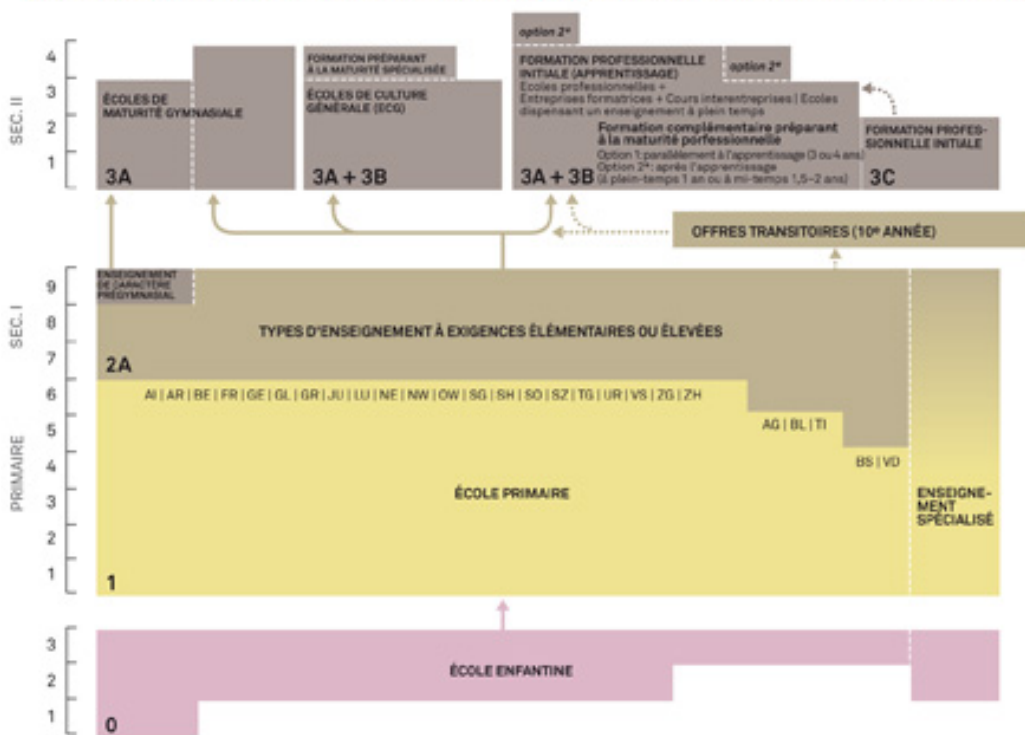 option 2*
FORMATION PRÉPARANT
À LA MATURITÉ SPÉCIALISÉE
FORMATION PROFESSIONNELLE
INITIALE (APPRENTISSAGE)
option 2*
Ecoles professionnelles +
Entreprises formatrices + Cours interentreprises | Ecoles
dispensant un enseignement à plein temps
ÉCOLES DE
MATURITÉ GYMNASIALE
ÉCOLES DE CULTURE
GÉNÉRALE (ECG)
Formation complémentaire préparant
à la maturité porfessionnelle
Option 1: parallèlement à l'apprentissage (3 ou 4 ans)
Option 2*: après l'apprentissage
(à plein-temps 1 an ou à mi-temps 1,5–2 ans)
FORMATION PROFES-
SIONNELLE INITIALE
SEC. II
4
3
2
1
3A
3A + 3B
3A + 3B
3C
OFFRES TRANSITOIRES (10e ANNÉE)
SEC. I
9
8
7
ENSEIGNEMENT
DE CARACTÈRE
PRÉGYMNASIAL
TYPES D'ENSEIGNEMENT À EXIGENCES ÉLÉMENTAIRES OU ÉLEVÉES
2A
PRIMAIRE
6
5
4
3
2
1
AI | AR | BE | FR | GE | GL | GR | JU | LU | NE | NW | OW | SG | SH | SO | SZ | TG | UR | VS | ZG | ZH
AG | BL | TI
BS | VD
ÉCOLE PRIMAIRE
ENSEIGNE-
MENT
SPÉCIALISÉ
1
3
2
1
ÉCOLE ENFANTINE
0